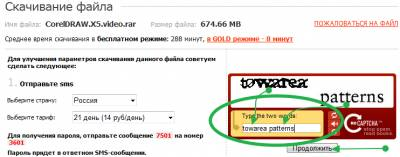 Скачивание файла
Имя файла: CorelDRAW.X5.video.rar Размер файла: 674.66 MB ПОЖАЛОВАТЬСЯ НА ФАЙЛ
Среднее время скачивания в бесплатном режиме: 288 минут, в GOLD режиме - 8 минут
Для улучшения параметров скачивания данного файла советуем
сделать следующее:
1. Отправьте sms
Выберите страну: Россия
Выберите тариф: 21 день (14 руб/день)
Для получения пароля, отправьте сообщение 7501 на номер
3601
Пароль придет в ответном SMS-сообщении.
towarea
patterns
Type the two words:
towarea patterns
reCAPTCHA™
stop spam.
read books.
Продолжить